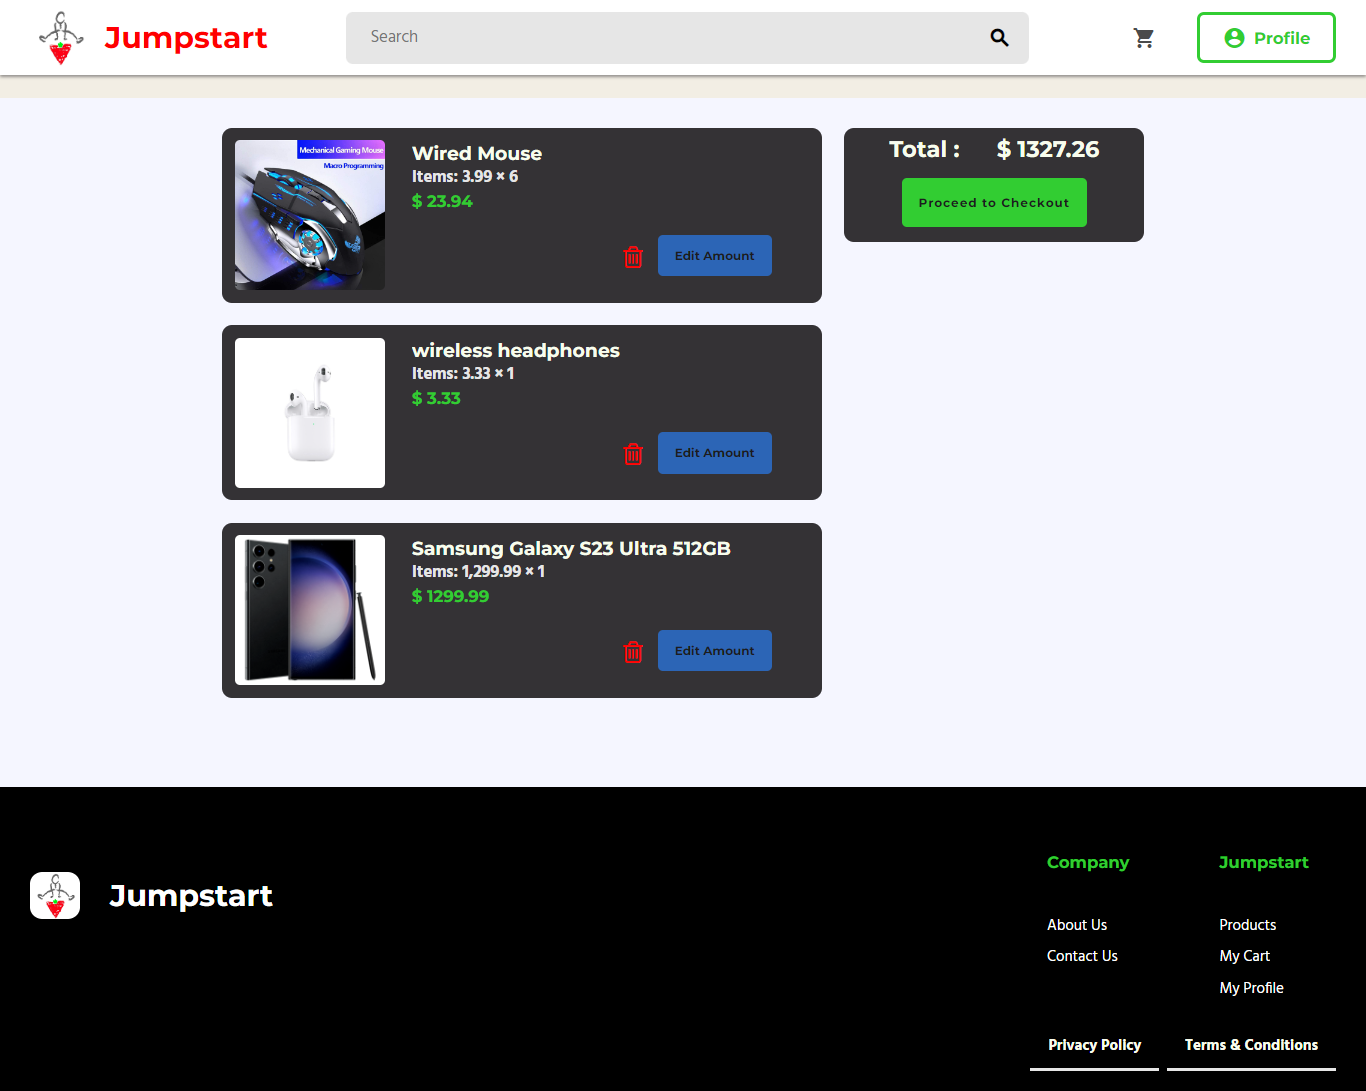 Jumpstart
Search
Profile
Mechanical Gaming Mouse
Macro Programming
Wired Mouse
Items: 3.99 × 6
$ 23.94
Edit Amount
Total : $ 1327.26
Proceed to Checkout
wireless headphones
Items: 3.33 × 1
$ 3.33
Edit Amount
Samsung Galaxy S23 Ultra 512GB
Items: 1,299.99 × 1
$ 1299.99
Edit Amount
Jumpstart
Company
About Us
Contact Us
Jumpstart
Products
My Cart
My Profile
Privacy Policy
Terms & Conditions